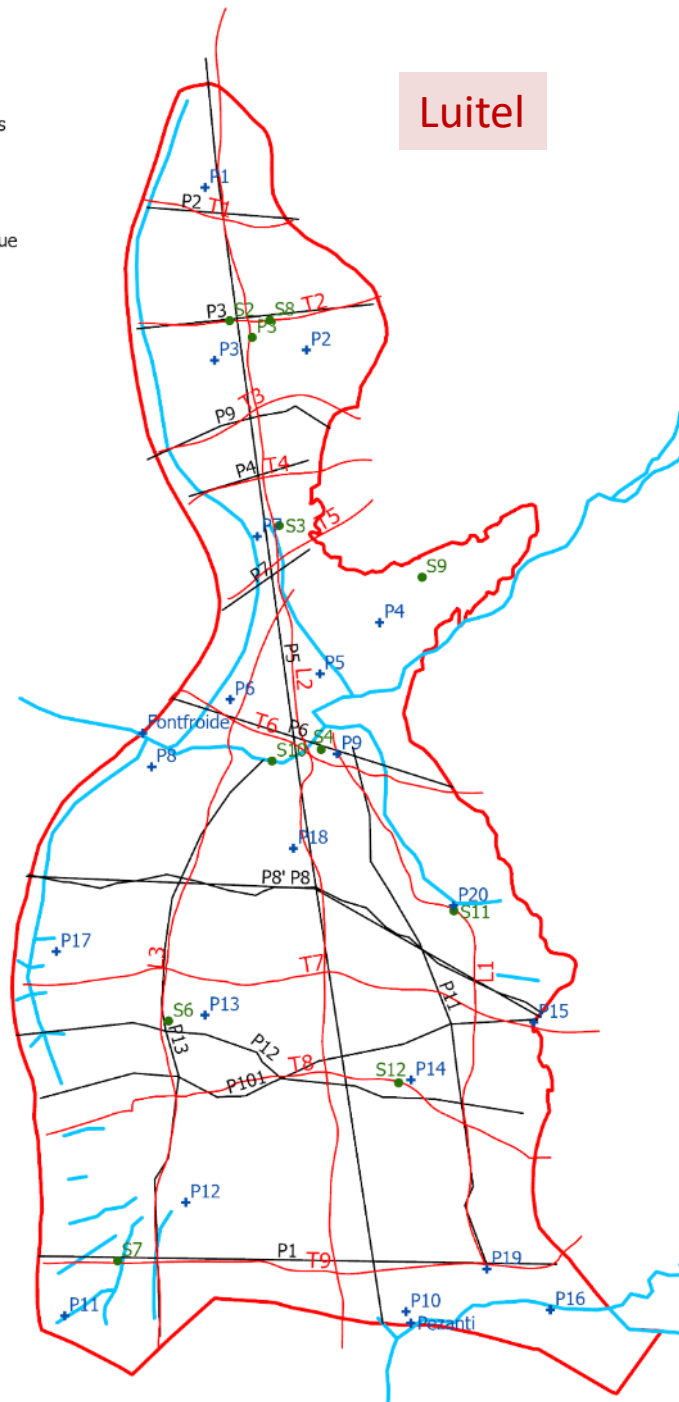 Luitel
s
ue
P1
P2
T1
T2
P3
S2
S8
P3
P2
P3
T3
P9
P4
T4
T5
S3
P7
P7
S9
P4
P5
L2
P5
P6
T6
P6
Fontfroide
S4
S10
P9
P8
P18
P8' P8
P20
S11
P17
L3
T7
L1
P11
P15
S6
P13
P13
P12
T8
P101
S12
P14
P12
S7
P1
T9
P19
P11
P10
P16
Pozanti